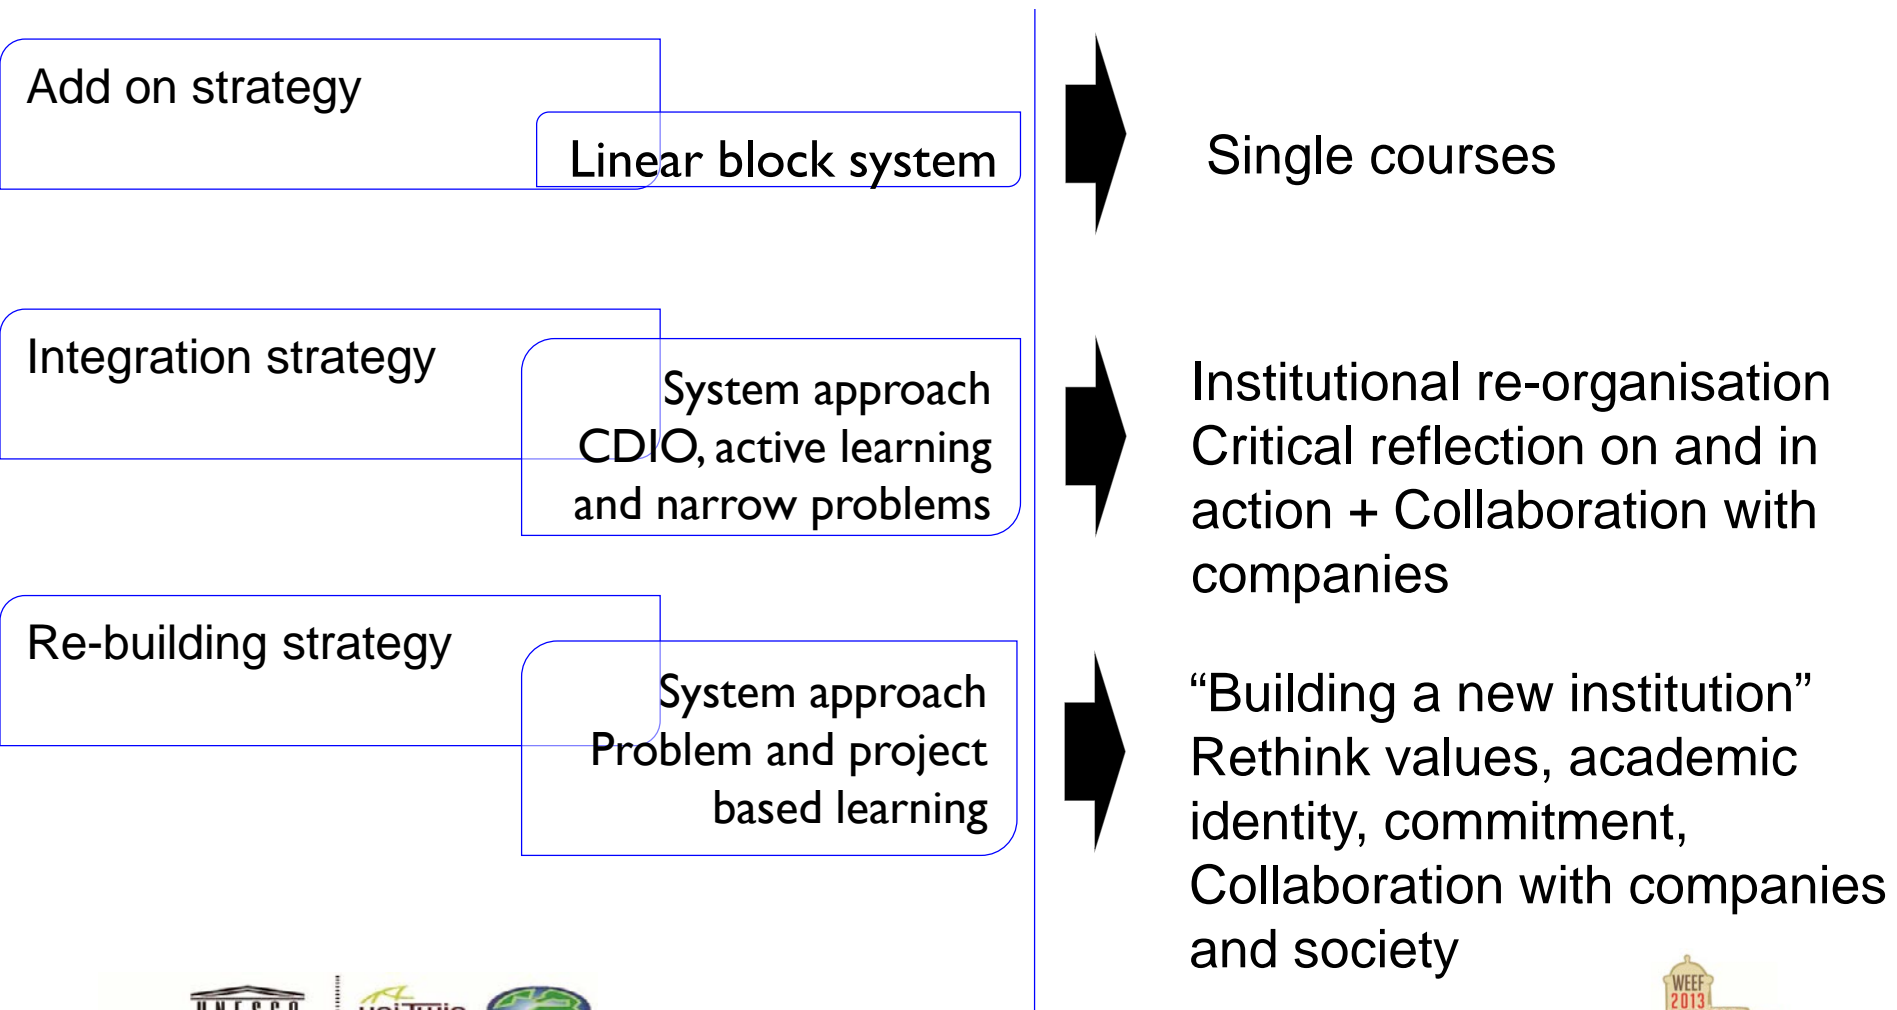 Add on strategy
Linear block system
Single courses
Integration strategy
System approach
CDIO, active learning
and narrow problems
Institutional re-organisation
Critical reflection on and in
action + Collaboration with
companies
Re-building strategy
System approach
Problem and project
based learning
“Building a new institution”
Rethink values, academic
identity, commitment,
Collaboration with companies
and society
UNESCO
WEEF
2013